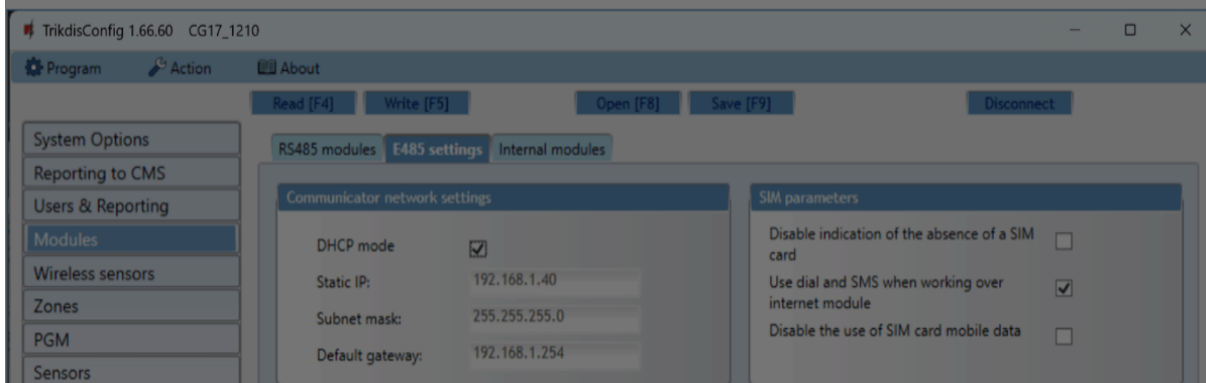 TrikdisConfig 1.66.60 CG17_1210
Program Action About
Read [F4] Write [F5] Open [F8] Save [F9] Disconnect
System Options
Reporting to CMS
Users & Reporting
Modules
Wireless sensors
Zones
PGM
Sensors
RS485 modules E485 settings Internal modules
Communicator network settings
DHCP mode
Static IP: 192.168.1.40
Subnet mask: 255.255.255.0
Default gateway: 192.168.1.254
SIM parameters
Disable indication of the absence of a SIM
card
Use dial and SMS when working over
internet module
Disable the use of SIM card mobile data